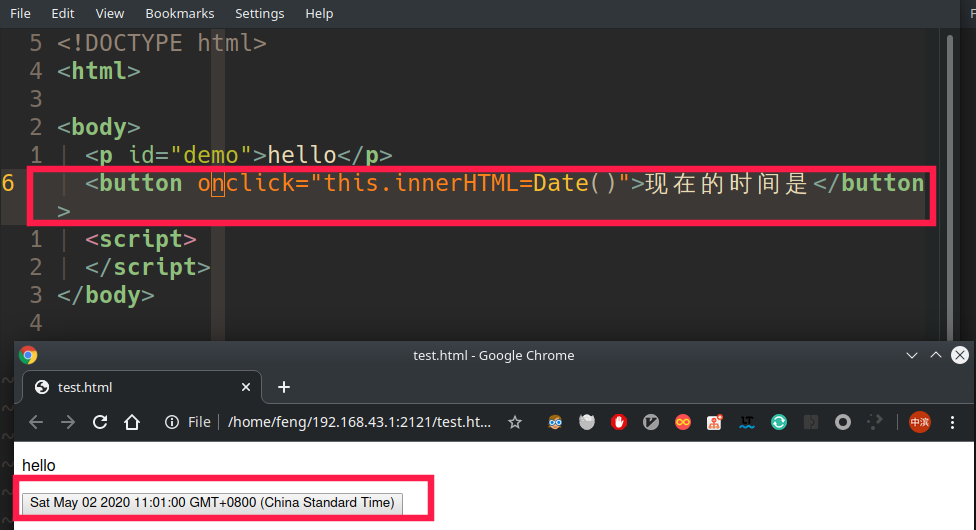 File Edit View Bookmarks Settings Help
5 <!DOCTYPE html>
4 <html>
3
2 <body>
1 | <p id="demo">hello</p>
6 | <button onclick="this.innerHTML=Date()">现在的时间是</button
>
1 | <script>
2 | </script>
3 </body>
4
test.html - Google Chrome
test.html
File /home/feng/192.168.43.1:2121/test.ht... 中滨
hello
Sat May 02 2020 11:01:00 GMT+0800 (China Standard Time)